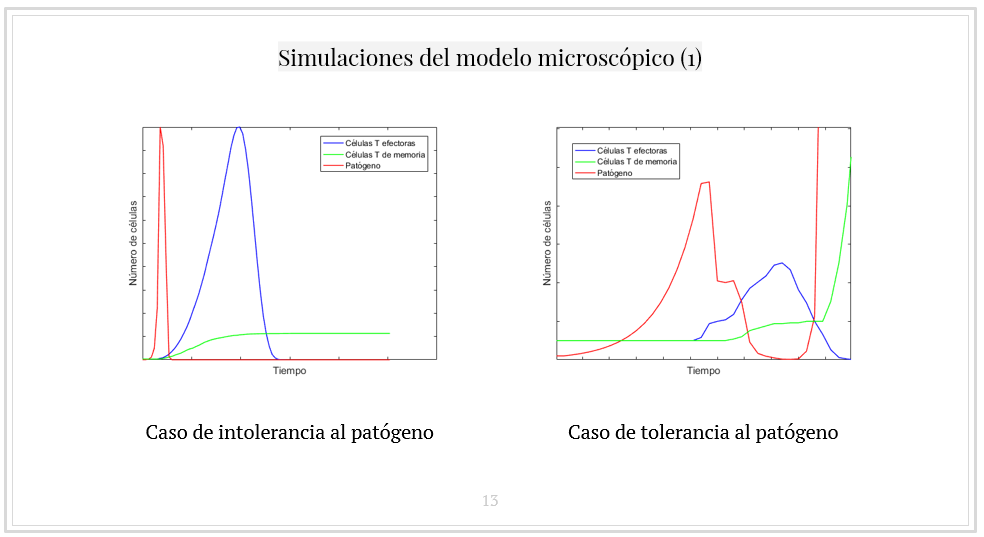 Simulaciones del modelo microscópico (1)
Células T efectoras
Células T de memoria
Patógeno
Número de células
Tiempo
Caso de intolerancia al patógeno
Células T efectoras
Células T de memoria
Patógeno
Número de células
Tiempo
Caso de tolerancia al patógeno
13